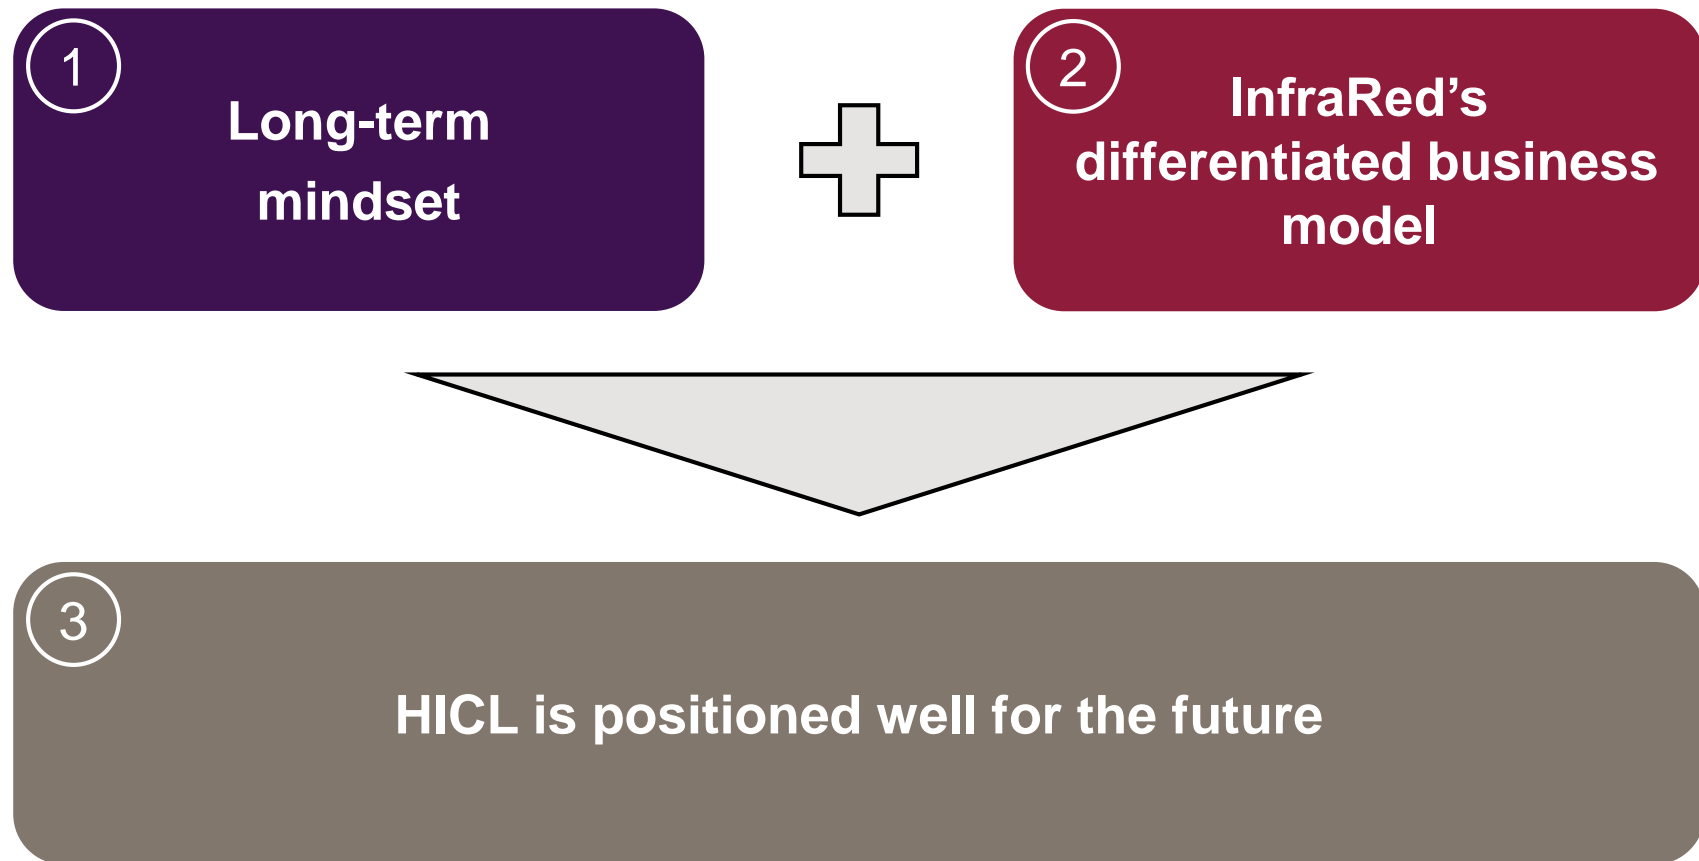 1
Long-term
mindset
2
InfraRed’s
differentiated business
model
3
HICL is positioned well for the future